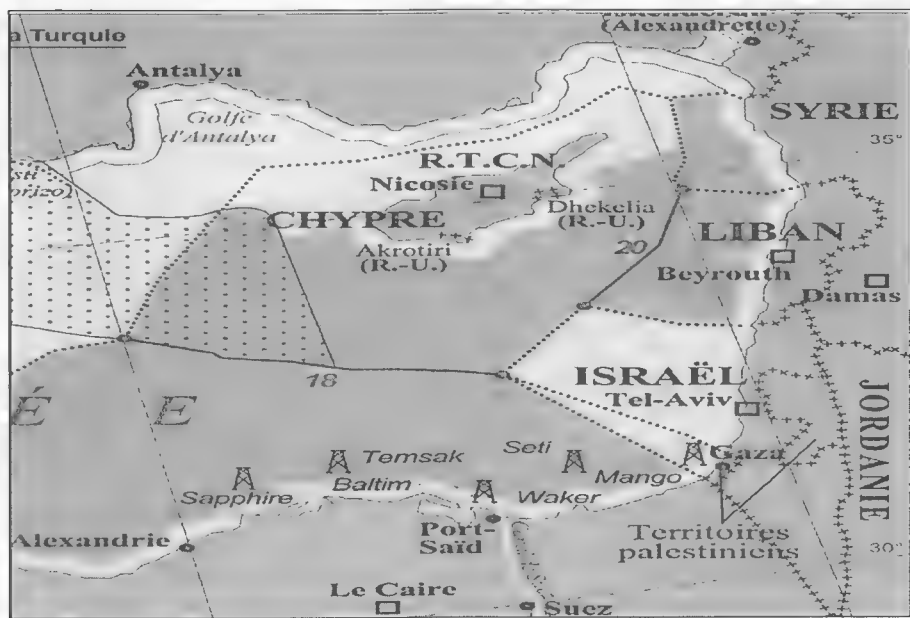 a Turquie
(Alexandrette)
Antalya
Golfe
d'Antalya
SYRIE
35°
R.T.C.N.
Nicosie
CHYPRE
Dhekelia
(R.-U.)
Akrotiri
(R.-U.)
20
LIBAN
Beyrouth
Damas
18
ISRAËL
Tel-Aviv
É E
JORDANIE
Temsak
Seti
Gaza
Sapphire
Baltim
Mango
Waker
Port-
Saïd
Alexandrie
Territoires
palestiniens
30°
Le Caire
Suez